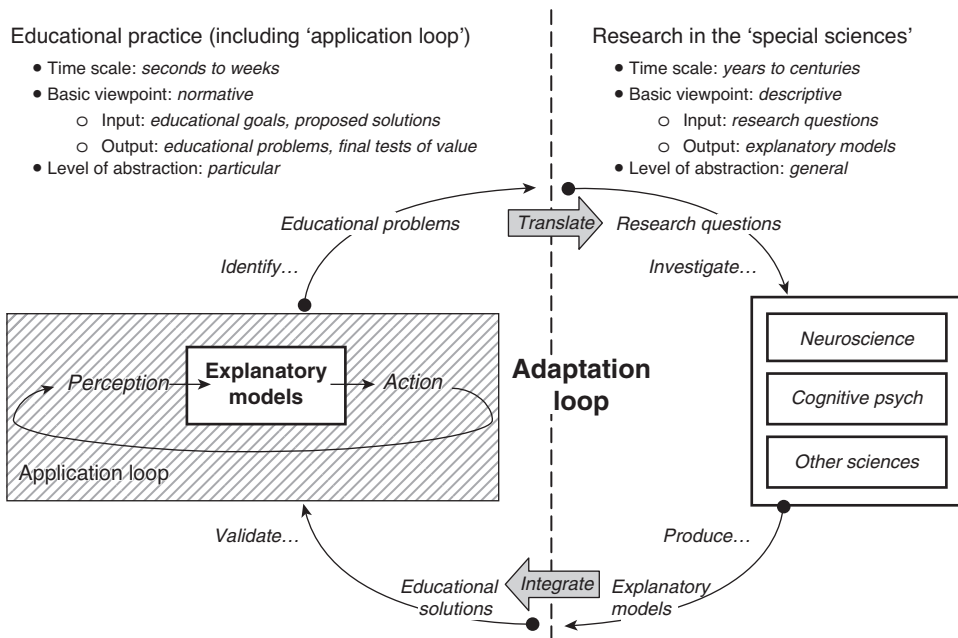 Educational practice (including ‘application loop’)
• Time scale: seconds to weeks
• Basic viewpoint: normative
o Input: educational goals, proposed solutions
o Output: educational problems, final tests of value
• Level of abstraction: particular
Research in the ‘special sciences’
• Time scale: years to centuries
• Basic viewpoint: descriptive
o Input: research questions
o Output: explanatory models
• Level of abstraction: general
Educational problems
Translate
Research questions
Identify…
Investigate…
Perception
Explanatory
models
Action
Application loop
Adaptation
loop
Neuroscience
Cognitive psych
Other sciences
Validate…
Produce…
Educational
solutions
Integrate
Explanatory
models